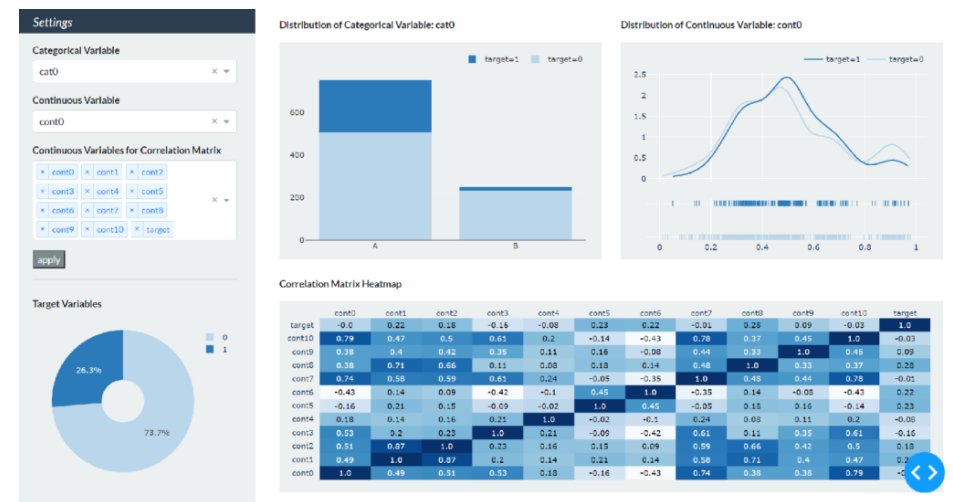 Settings
Categorical Variable
cat0 × 
Continuous Variable
cont0 ×
Continuous Variables for Correlation Matrix
× cont0 × cont1 × cont2
× cont3 × cont4 × cont5
× cont6 × cont7 × cont8
× cont9 × cont10 × target
×
apply
Target Variables
0
1
26.3%
73.7%
Distribution of Categorical Variable: cat0
target=1 target=0
600
400
200
0
A B
Distribution of Continuous Variable: cont0
target=1 target=0
2.5
2
1.5
1
0.5
0
0 0.2 0.4 0.6 0.8 1
Correlation Matrix Heatmap
cont0 cont1 cont2 cont3 cont4 cont5 cont6 cont7 cont8 cont9 cont10 target
target -0.0 0.22 0.18 -0.16 -0.08 0.23 0.22 -0.01 0.28 0.09 -0.03 1.0
cont10 0.79 0.47 0.5 0.61 0.2 -0.14 -0.43 0.78 0.37 0.45 1.0 -0.03
cont9 0.38 0.4 0.42 0.35 0.11 0.16 -0.08 0.44 0.33 1.0 0.45 0.09
cont8 0.38 0.71 0.66 0.11 0.08 0.18 0.14 0.48 1.0 0.33 0.37 0.28
cont7 0.74 0.58 0.59 0.61 0.24 -0.05 -0.35 1.0 0.48 0.44 0.78 -0.01
cont6 -0.43 0.14 0.09 -0.42 -0.1 0.45 1.0 -0.35 0.14 -0.08 -0.43 0.22
cont5 -0.16 0.21 0.15 -0.09 -0.02 1.0 0.45 -0.05 0.18 0.16 -0.14 0.23
cont4 0.18 0.14 0.16 0.21 1.0 -0.02 -0.1 0.24 0.08 0.11 0.2 -0.08
cont3 0.53 0.2 0.23 1.0 0.21 -0.09 -0.42 0.61 0.11 0.35 0.61 -0.16
cont2 0.51 0.87 1.0 0.23 0.16 0.15 0.09 0.59 0.66 0.42 0.5 0.18
cont1 0.49 1.0 0.87 0.2 0.14 0.21 0.14 0.58 0.71 0.4 0.47
cont0 1.0 0.49 0.51 0.53 0.18 -0.16 -0.43 0.74 0.38 0.38 0.79